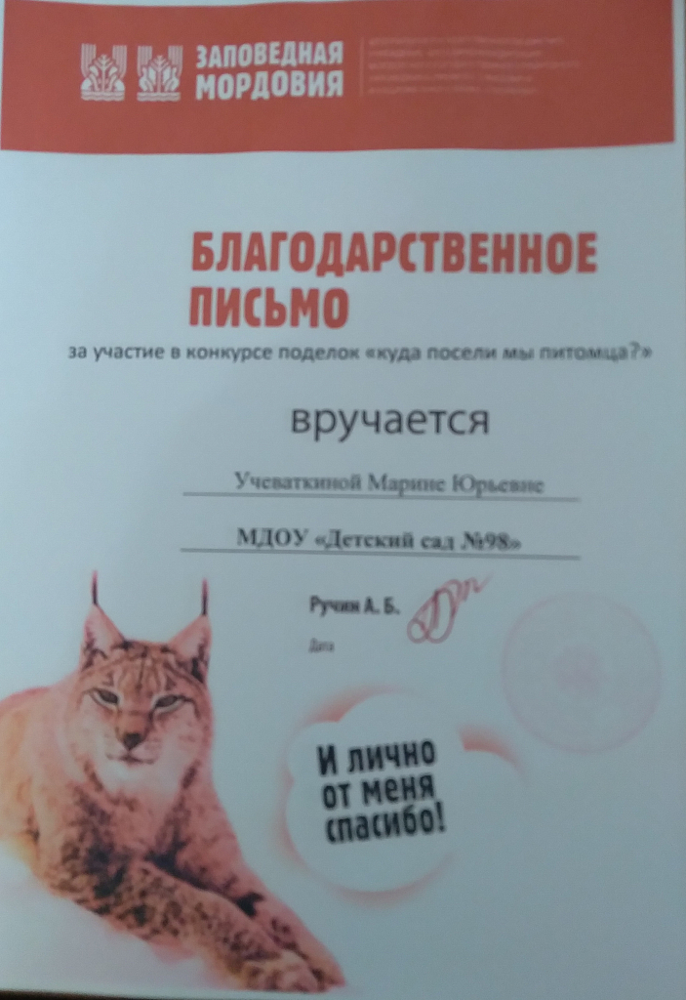 ЗАПОВЕДНАЯ
МОРДОВИЯ
БЛАГОДАРСТВЕННОЕ
ПИСЬМО
за участие в конкурсе поделок «куда посели мы питомца?»
вручается
Учеваткиной Марине Юрьевне
МДОУ «Детский сад №98»
Ручин А. Б.
Дата
И лично
от меня
спасибо!